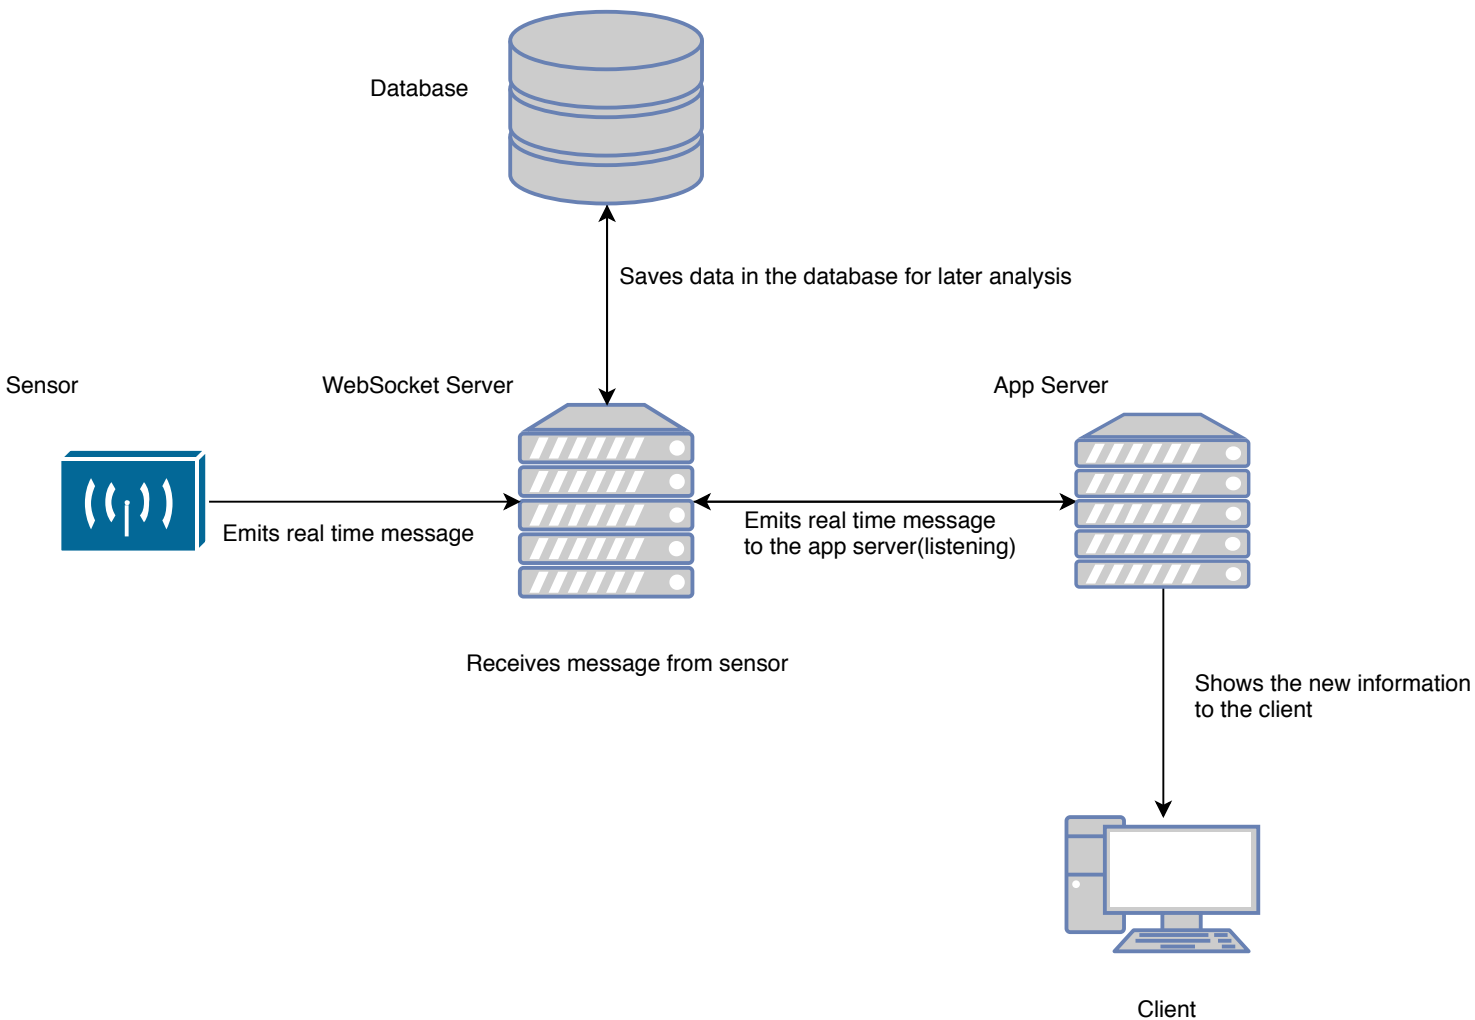 Database
Saves data in the database for later analysis
Sensor
WebSocket Server
App Server
Emits real time message
Emits real time message
to the app server(listening)
Receives message from sensor
Shows the new information
to the client
Client